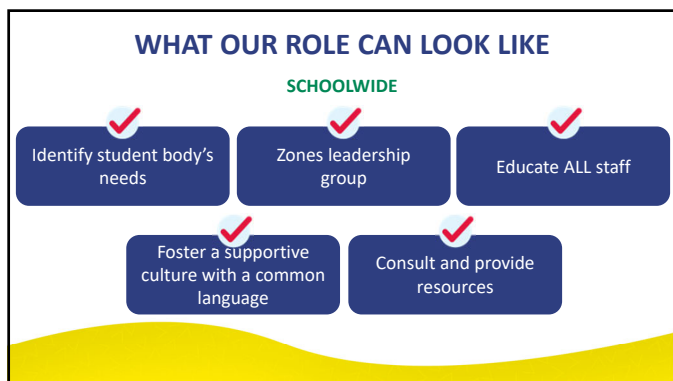 WHAT OUR ROLE CAN LOOK LIKE
SCHOOLWIDE
Identify student body's
needs
Zones leadership
group
Educate ALL staff
Foster a supportive
culture with a common
language
Consult and provide
resources